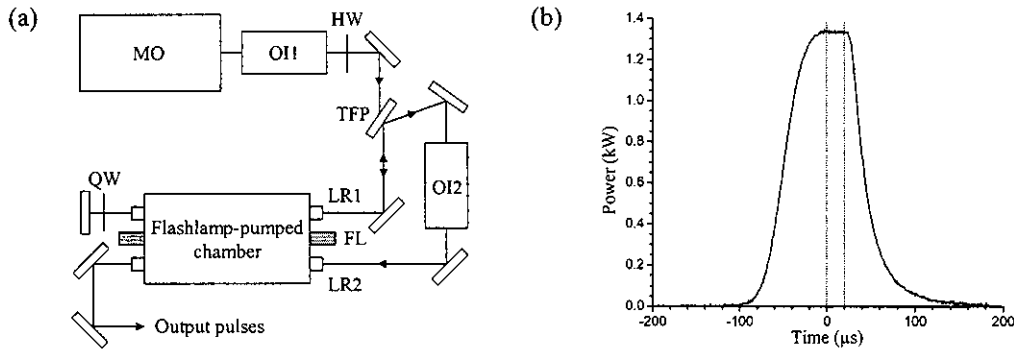 (a)
MO
OI1
HW
TFP
OI2
QW
LR1
Flashlamp-pumped
chamber
FL
LR2
Output pulses
(b)
Power (kW)
1.4
1.2
1.0
0.8
0.6
0.4
0.2
0.0
-200 -100 0 100 200
Time (μs)